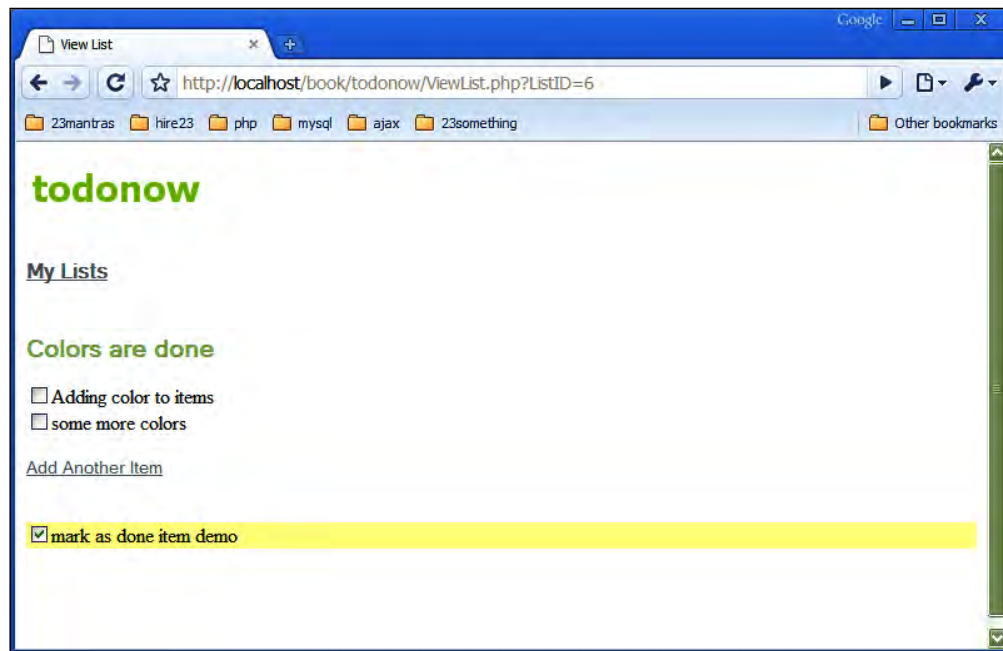 Google
View List
http://localhost/book/todonow/ViewList.php?ListID=6
23mantras hire23 php mysql ajax 23something Other bookmarks
todonow
My Lists
Colors are done
Adding color to items
some more colors
Add Another Item
mark as done item demo